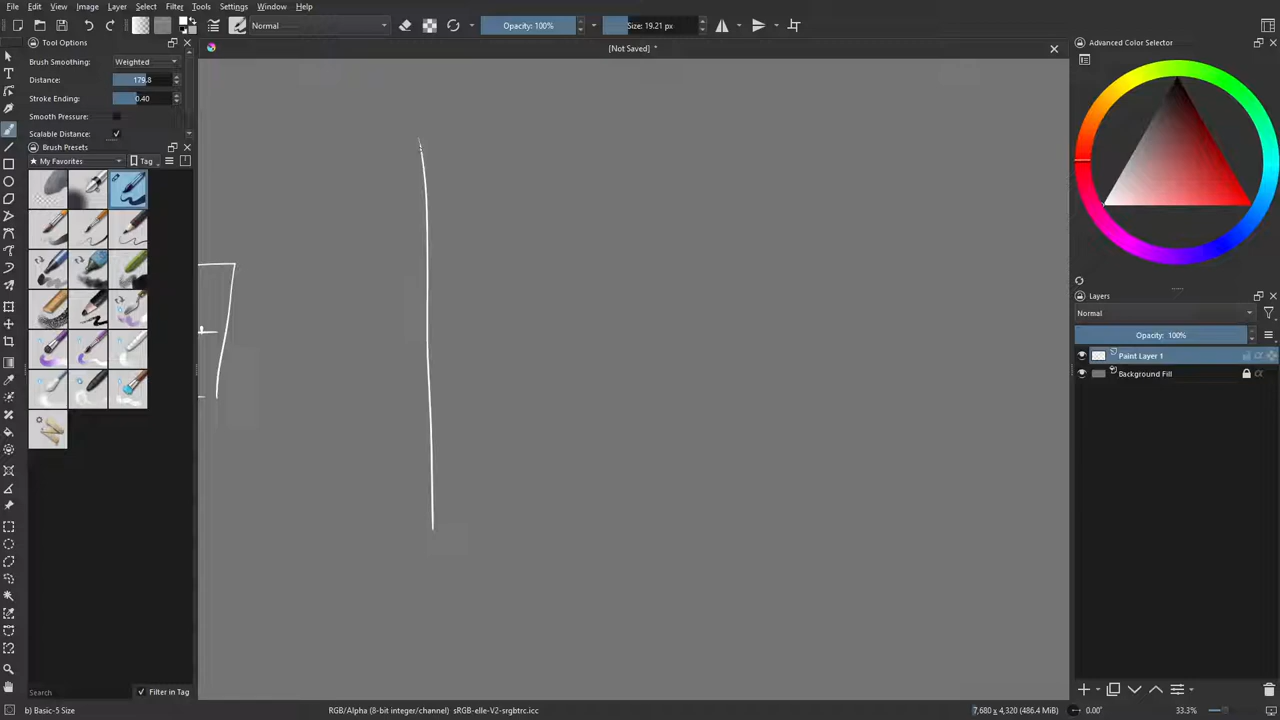 File Edit View Image Layer Select Filter Tools Settings Window Help
Normal Opacity: 100% Size: 19.21 px
Tool Options
[Not Saved] *
Advanced Color Selector
Brush Smoothing: Weighted
Distance: 179.8
Stroke Ending: 0.40
Smooth Pressure:
Scalable Distance:
Brush Presets
My Favorites Tag
Layers
Normal
Opacity: 100%
Paint Layer 1
Background Fill
Search Filter in Tag
b) Basic-5 Size RGB/Alpha (8-bit integer/channel) sRGB-elle-V2-srgbtrc.icc 7,680 x 4,320 (486.4 MiB) 0.00° 33.3%